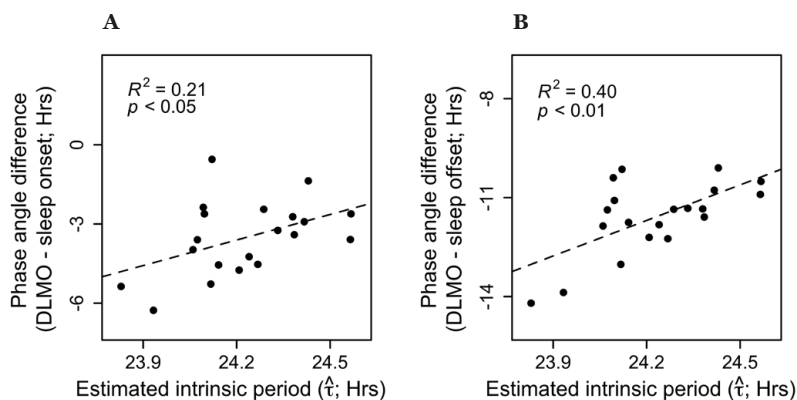 A
R² = 0.21
p < 0.05
Phase angle difference
(DLMO - sleep onset; Hrs)
0
-3
-6
23.9
24.2
24.5
Estimated intrinsic period (τ̂; Hrs)
B
R² = 0.40
p < 0.01
Phase angle difference
(DLMO - sleep offset; Hrs)
-8
-11
-14
23.9
24.2
24.5
Estimated intrinsic period (τ̂; Hrs)